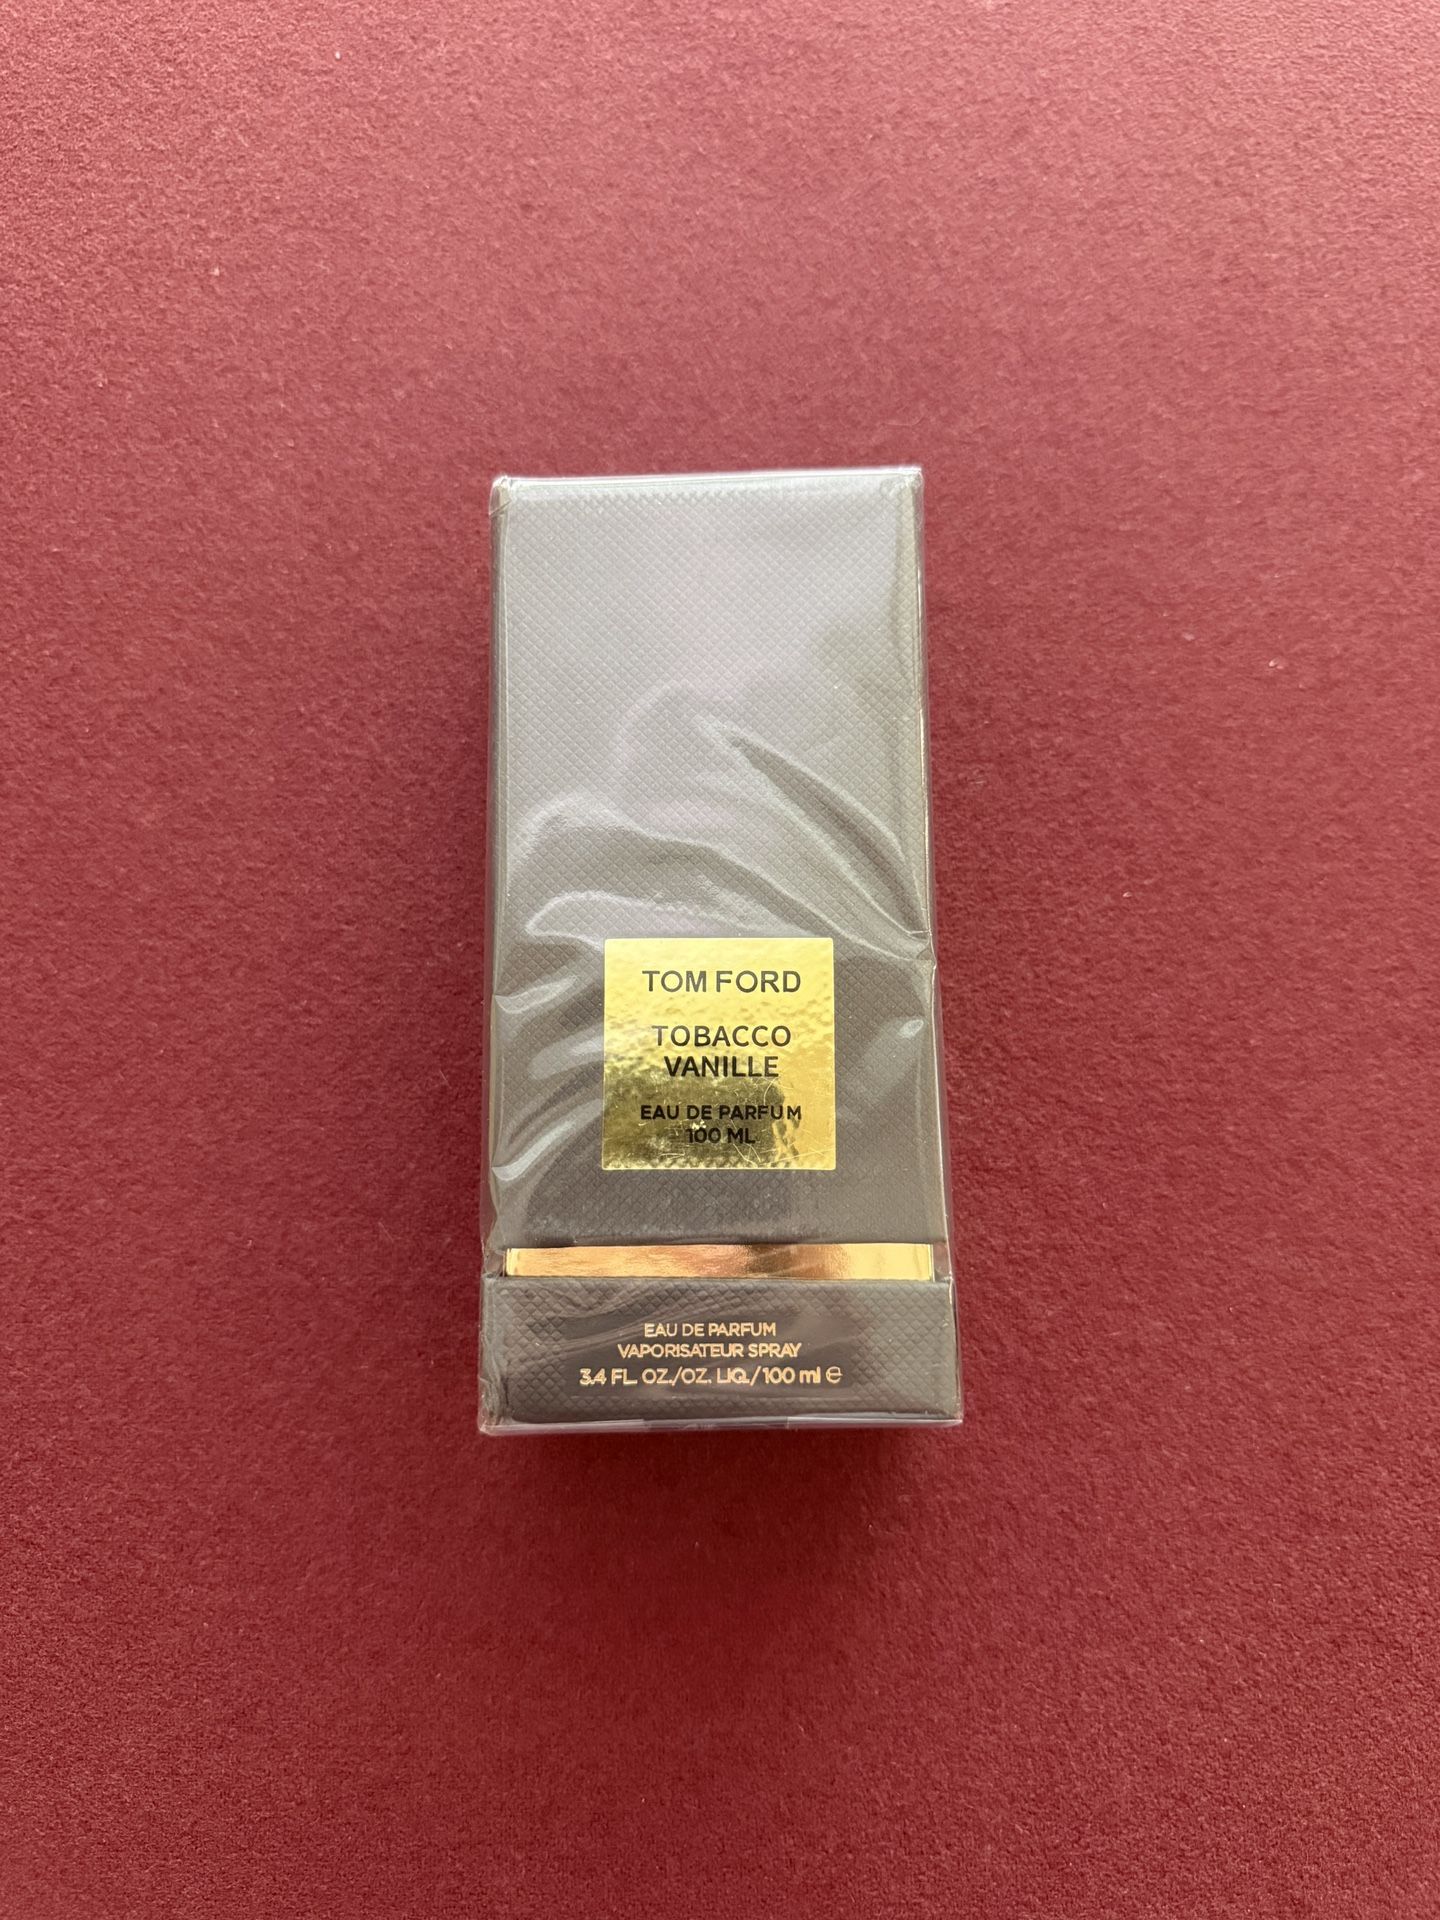 TOM FORD
TOBACCO
VANILLE
EAU DE PARFUM
100 ML
EAU DE PARFUM
VAPORISATEUR SPRAY
3.4 FL. OZ./OZ. LIQ./100 ml ℮